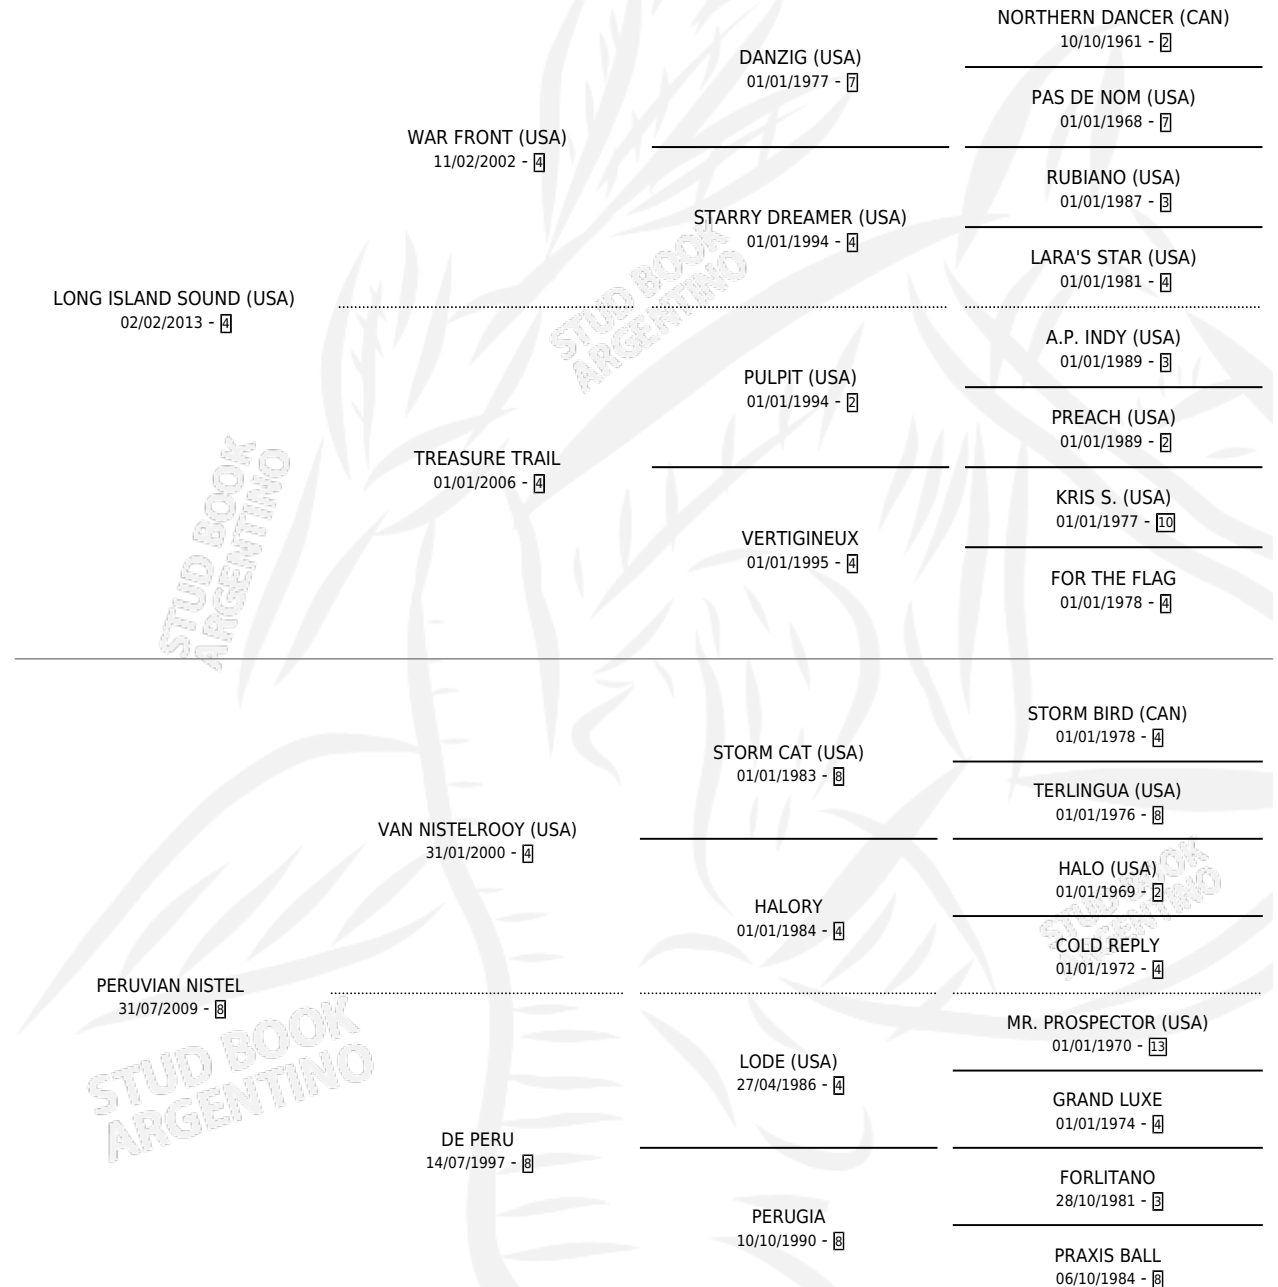 NORTHERN DANCER (CAN)
10/10/1961 - 2
DANZIG (USA)
01/01/1977 - 7
PAS DE NOM (USA)
01/01/1968 - 7
WAR FRONT (USA)
11/02/2002 - 4
RUBIANO (USA)
01/01/1987 - 3
STARRY DREAMER (USA)
01/01/1994 - 4
LARA'S STAR (USA)
01/01/1981 - 4
LONG ISLAND SOUND (USA)
02/02/2013 - 4
A.P. INDY (USA)
01/01/1989 - 3
PULPIT (USA)
01/01/1994 - 2
PREACH (USA)
01/01/1989 - 2
TREASURE TRAIL
01/01/2006 - 4
KRIS S. (USA)
01/01/1977 - 10
VERTIGINEUX
01/01/1995 - 4
FOR THE FLAG
01/01/1978 - 4
STORM BIRD (CAN)
01/01/1978 - 4
STORM CAT (USA)
01/01/1983 - 8
TERLINGUA (USA)
01/01/1976 - 8
VAN NISTELROOY (USA)
31/01/2000 - 4
HALO (USA)
01/01/1969 - 2
HALORY
01/01/1984 - 4
COLD REPLY
01/01/1972 - 4
PERUVIAN NISTEL
31/07/2009 - 8
MR. PROSPECTOR (USA)
01/01/1970 - 13
LODE (USA)
27/04/1986 - 4
GRAND LUXE
01/01/1974 - 4
DE PERU
14/07/1997 - 8
FORLITANO
28/10/1981 - 3
PERUGIA
10/10/1990 - 8
PRAXIS BALL
06/10/1984 - 8
STUD BOOK
ARGENTINO
STUD BOOK
ARGENTINO
STUD BOOK
ARGENTINO
STUD BOOK
ARGENTINO